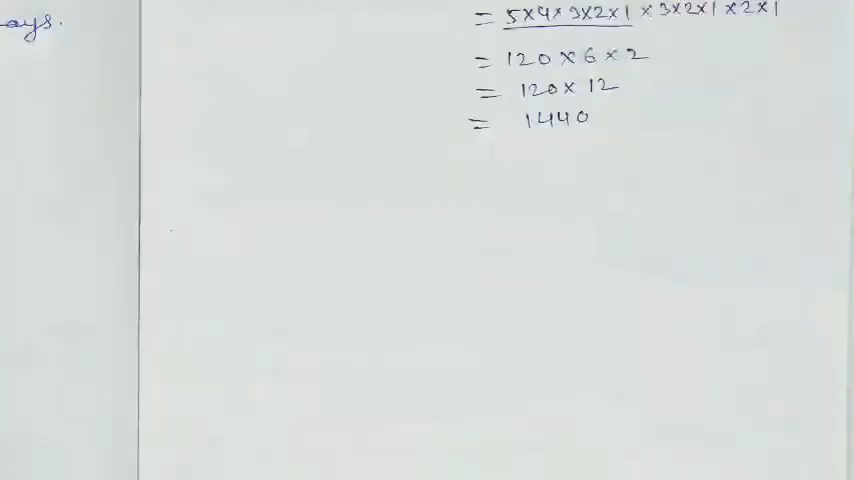 ays.
= 5×4×3×2×1 × 3×2×1 × 2×1
= 120 × 6 × 2
= 120 × 12
= 1440